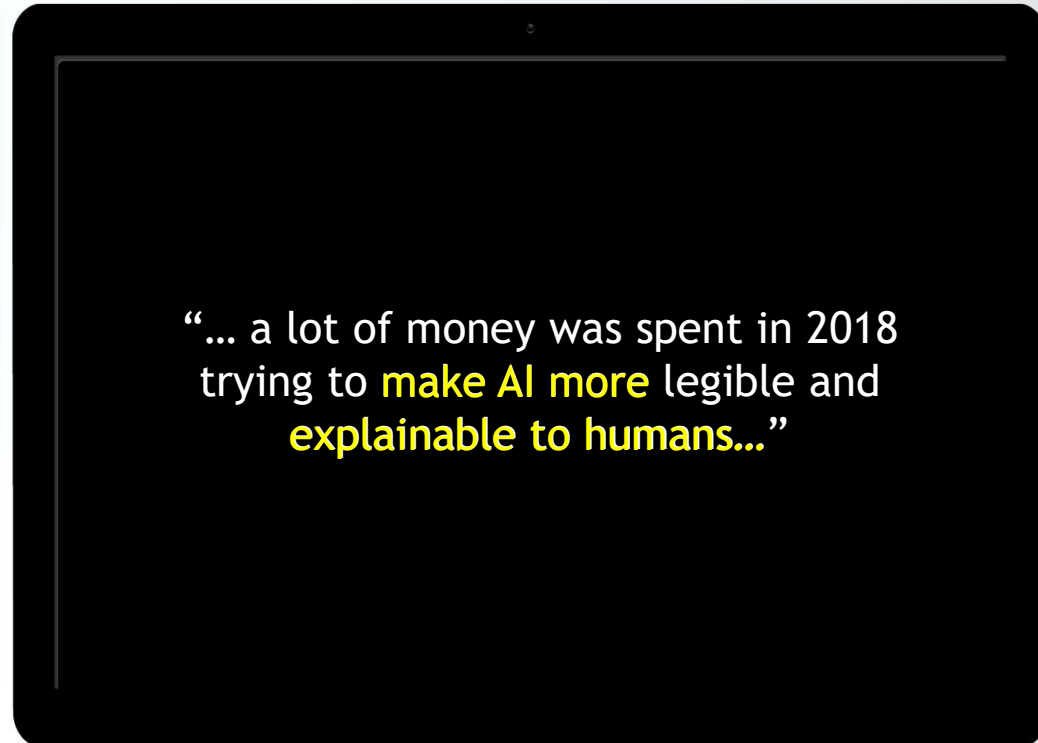 “… a lot of money was spent in 2018
trying to make AI more legible and
explainable to humans…”